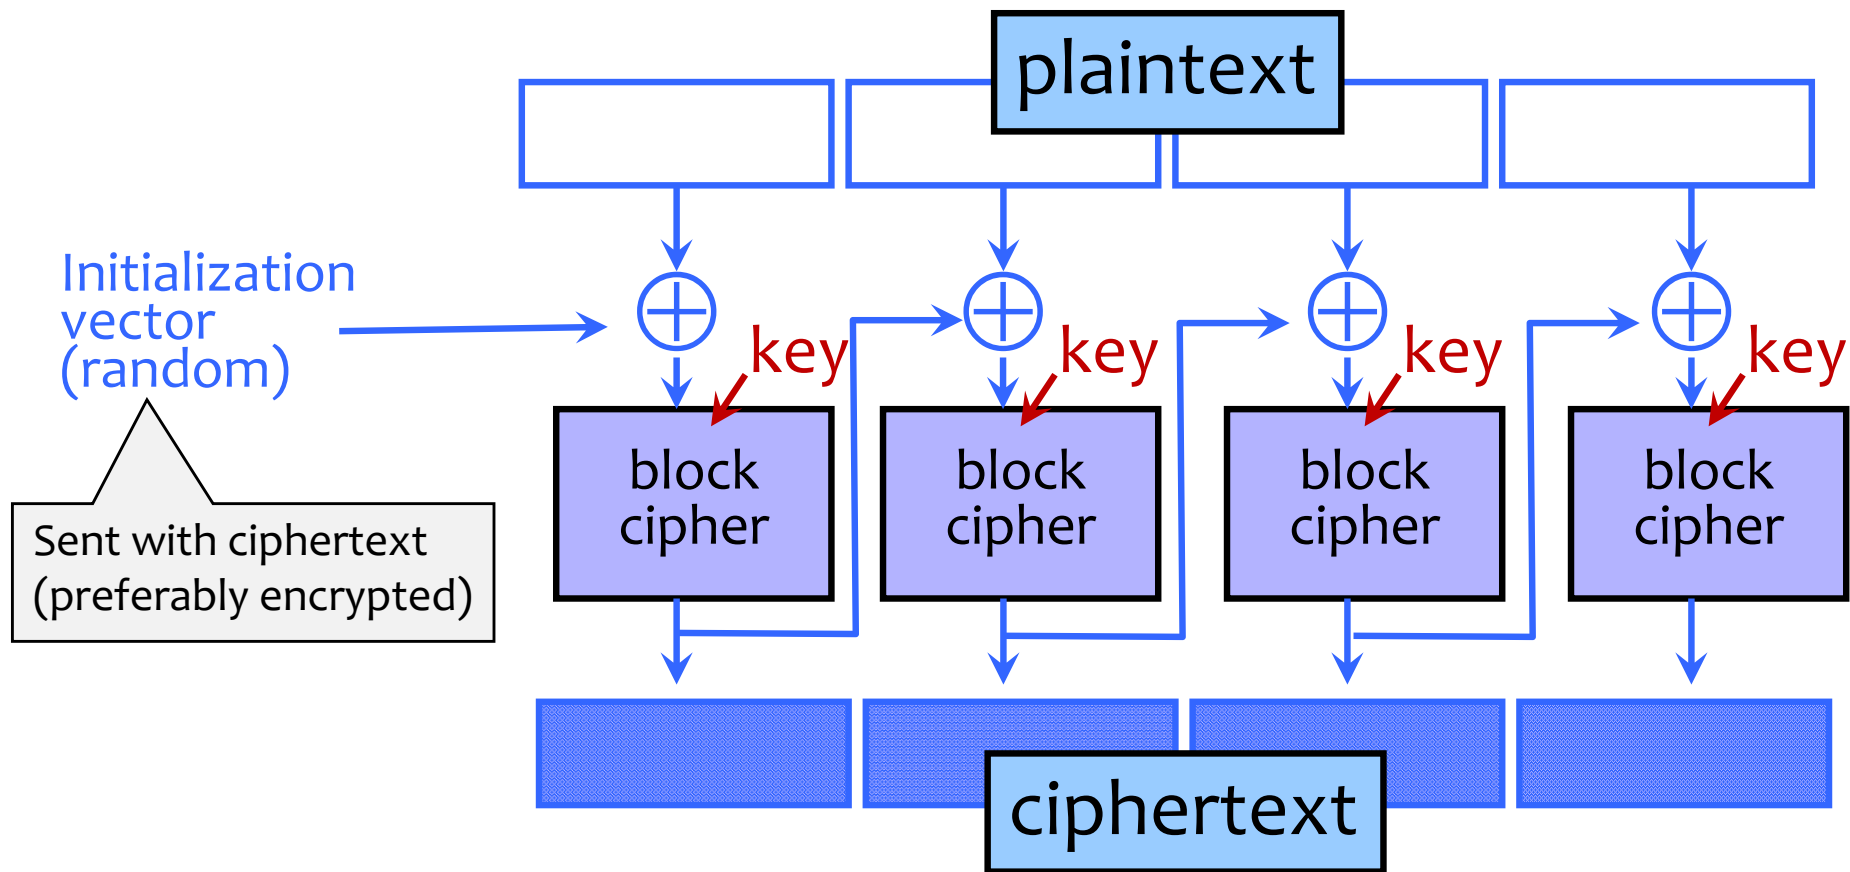 plaintext
Initialization
vector
(random)
key
key
key
key
block
cipher
block
cipher
block
cipher
block
cipher
Sent with ciphertext
(preferably encrypted)
ciphertext